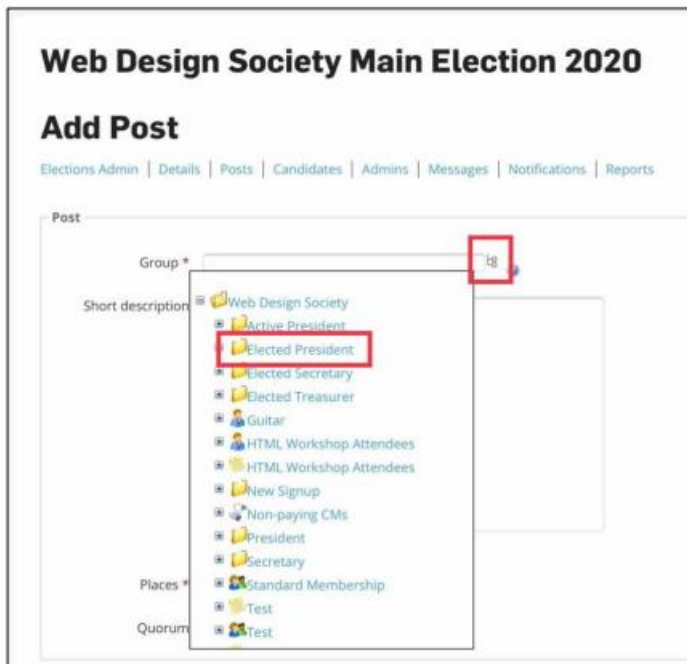 Web Design Society Main Election 2020
Add Post
Elections Admin | Details | Posts | Candidates | Admins | Messages | Notifications | Reports
Post
Group *
Short description
Web Design Society
Active President
Elected President
Elected Secretary
Elected Treasurer
Guitar
HTML Workshop Attendees
HTML Workshop Attendees
New Signup
Non-paying CMs
President
Secretary
Places *
Standard Membership
Test
Quorum
Test